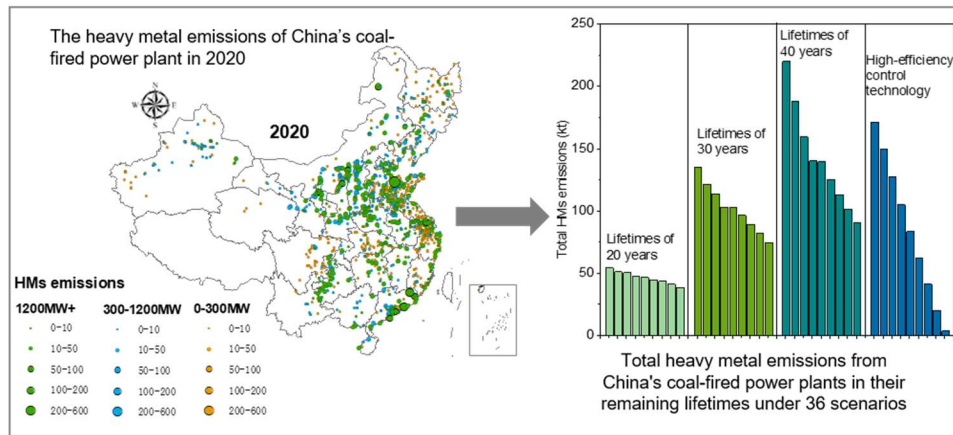 The heavy metal emissions of China's coal-
fired power plant in 2020
N
W
E
S
2020
HMs emissions
1200MW+
300-1200MW
0-300MW
0-10
0-10
0-10
10-50
10-50
10-50
50-100
50-100
50-100
100-200
100-200
100-200
200-600
200-600
200-600
Total HMs emissions (kt)
250
200
150
100
50
0
Lifetimes of
20 years
Lifetimes of
30 years
Lifetimes of
40 years
High-efficiency
control
technology
Total heavy metal emissions from
China's coal-fired power plants in their
remaining lifetimes under 36 scenarios